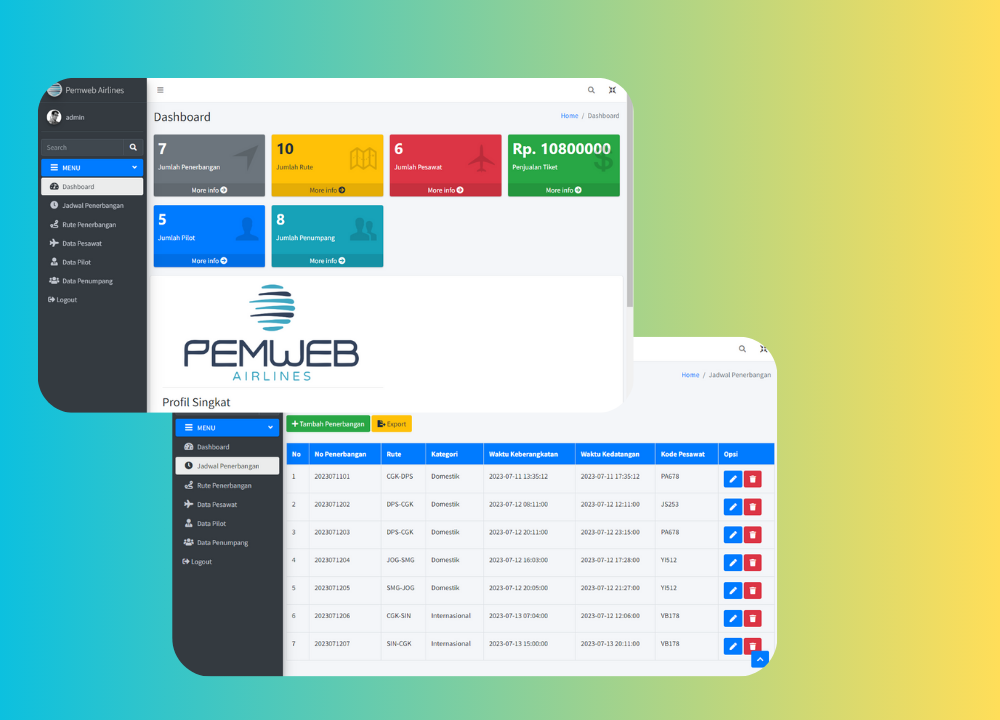 Pemweb Airlines
admin
Search
MENU
Dashboard
Jadwal Penerbangan
Rute Penerbangan
Data Pesawat
Data Pilot
Data Penumpang
Logout
Dashboard
Home / Dashboard
7
Jumlah Penerbangan
More info
10
Jumlah Rute
More info
6
Jumlah Pesawat
More info
Rp. 10800000
Penjualan Tiket
More info
5
Jumlah Pilot
More info
8
Jumlah Penumpang
More info
PEMWEB
AIRLINES
Profil Singkat
Home / Jadwal Penerbangan
MENU
Dashboard
Jadwal Penerbangan
Rute Penerbangan
Data Pesawat
Data Pilot
Data Penumpang
Logout
Tambah Penerbangan Export
No No Penerbangan Rute Kategori Waktu Keberangkatan Waktu Kedatangan Kode Pesawat Opsi
1 2023071101 CGK-DPS Domestik 2023-07-11 13:35:12 2023-07-11 17:35:12 PA678
2 2023071202 DPS-CGK Domestik 2023-07-12 08:11:00 2023-07-12 12:11:00 JS253
3 2023071203 DPS-CGK Domestik 2023-07-12 20:11:00 2023-07-12 23:15:00 PA678
4 2023071204 JOG-SMG Domestik 2023-07-12 16:03:00 2023-07-12 17:28:00 YI512
5 2023071205 SMG-JOG Domestik 2023-07-12 20:05:00 2023-07-12 21:27:00 YI512
6 2023071206 CGK-SIN Internasional 2023-07-13 07:04:00 2023-07-12 12:06:00 VB178
7 2023071207 SIN-CGK Internasional 2023-07-13 15:00:00 2023-07-13 20:11:00 VB178